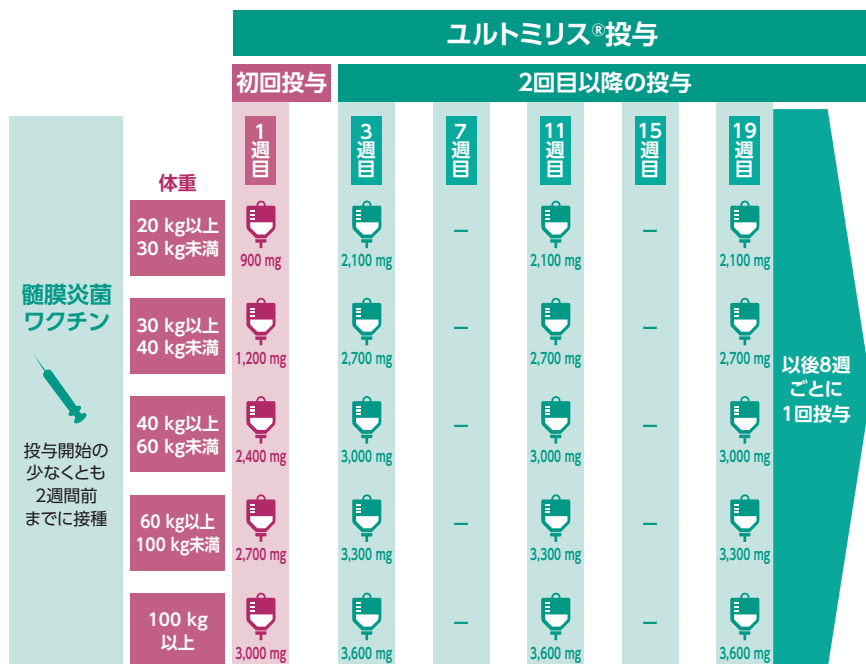 ユルトミリス®投与
初回投与
2回目以降の投与
1
週
目
3
週
目
7
週
目
11
週
目
15
週
目
19
週
目
体重
髄膜炎菌
ワクチン
投与開始の
少なくとも
2週間前
までに接種
20 kg以上
30 kg未満
900 mg
2,100 mg
–
2,100 mg
–
2,100 mg
30 kg以上
40 kg未満
1,200 mg
2,700 mg
–
2,700 mg
–
2,700 mg
40 kg以上
60 kg未満
2,400 mg
3,000 mg
–
3,000 mg
–
3,000 mg
60 kg以上
100 kg未満
2,700 mg
3,300 mg
–
3,300 mg
–
3,300 mg
100 kg
以上
3,000 mg
3,600 mg
–
3,600 mg
–
3,600 mg
以後8週
ごとに
1回投与